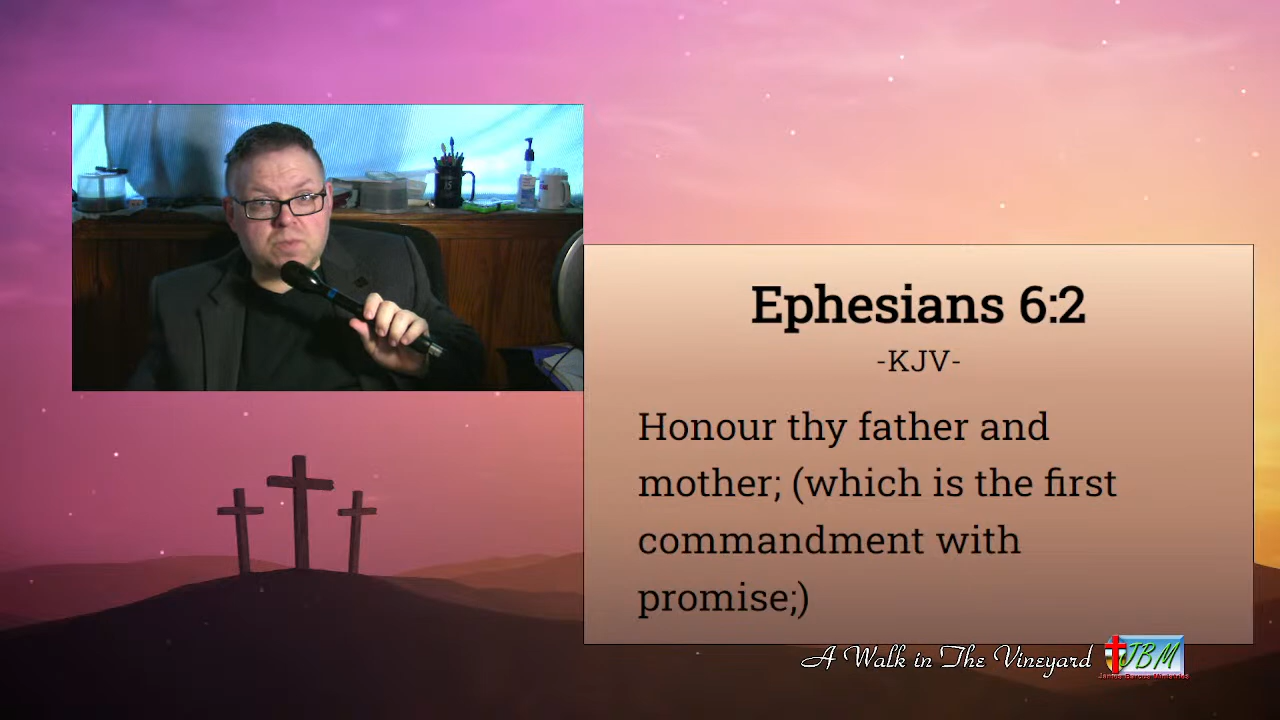 Ephesians 6:2
-KJV-
Honour thy father and
mother; (which is the first
commandment with
promise;)
A Walk in The Vineyard
JBM